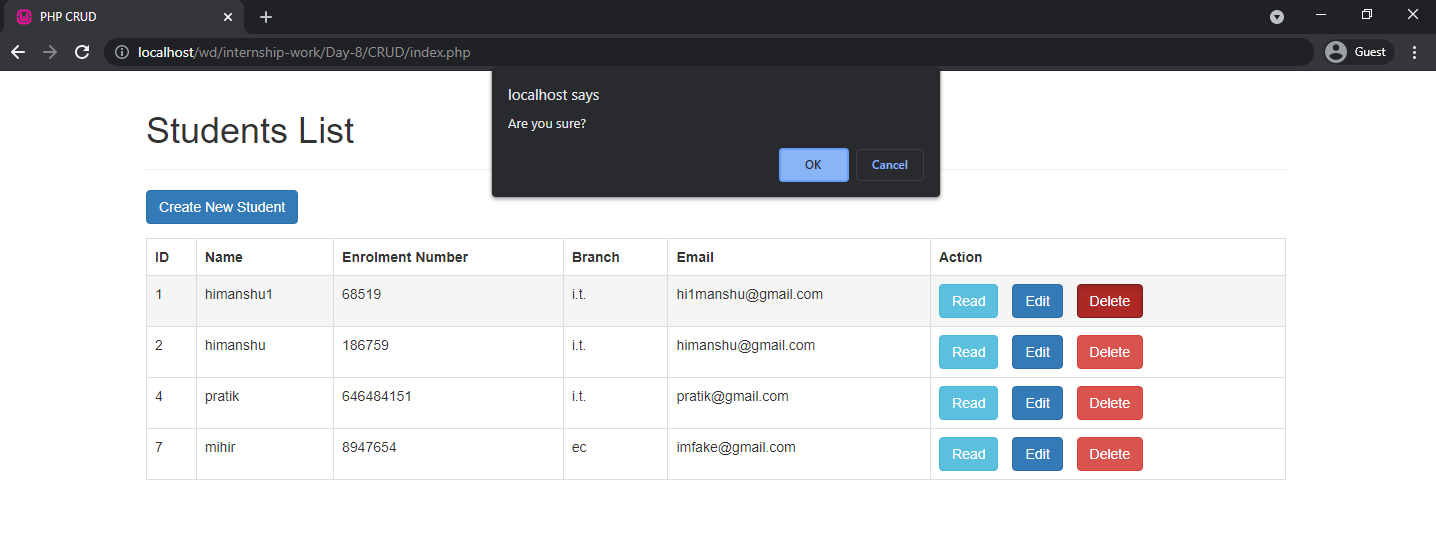 PHP CRUD
localhost/wd/internship-work/Day-8/CRUD/index.php
Guest
localhost says
Are you sure?
OK Cancel
Students List
Create New Student
ID Name Enrolment Number Branch Email Action
1 himanshu1 68519 i.t. hi1manshu@gmail.com Read Edit Delete
2 himanshu 186759 i.t. himanshu@gmail.com Read Edit Delete
4 pratik 646484151 i.t. pratik@gmail.com Read Edit Delete
7 mihir 8947654 ec imfake@gmail.com Read Edit Delete